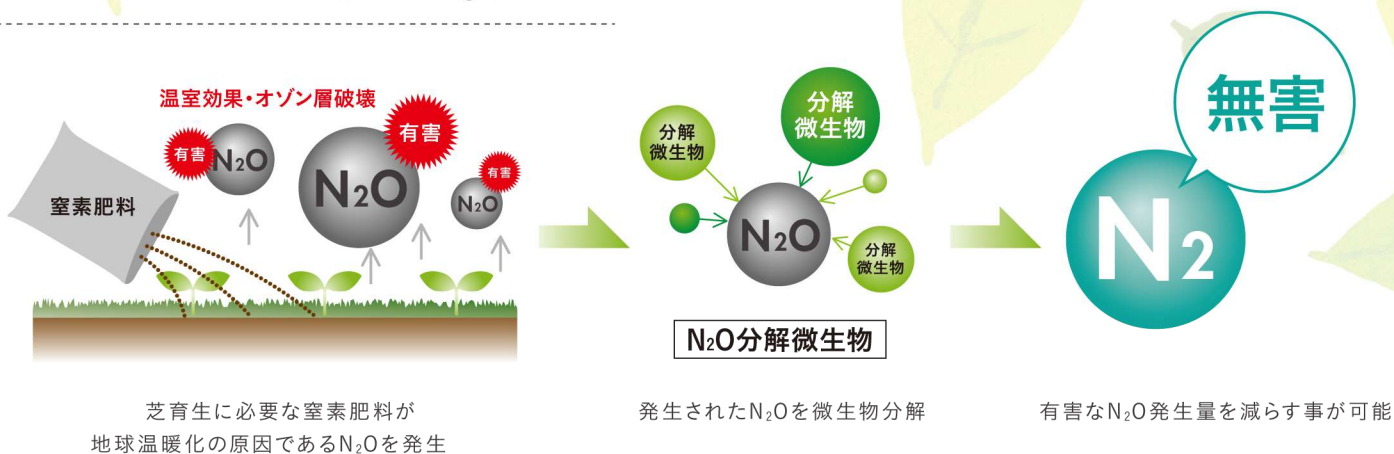 温室効果・オゾン層破壊
有害
N₂O
有害
N₂O
有害
N₂O
窒素肥料
芝育生に必要な窒素肥料が
地球温暖化の原因であるN₂Oを発生
分解
微生物
分解
微生物
N₂O
分解
微生物
N₂O分解微生物
発生されたN₂Oを微生物分解
無害
N₂
有害なN₂O発生量を減らす事が可能